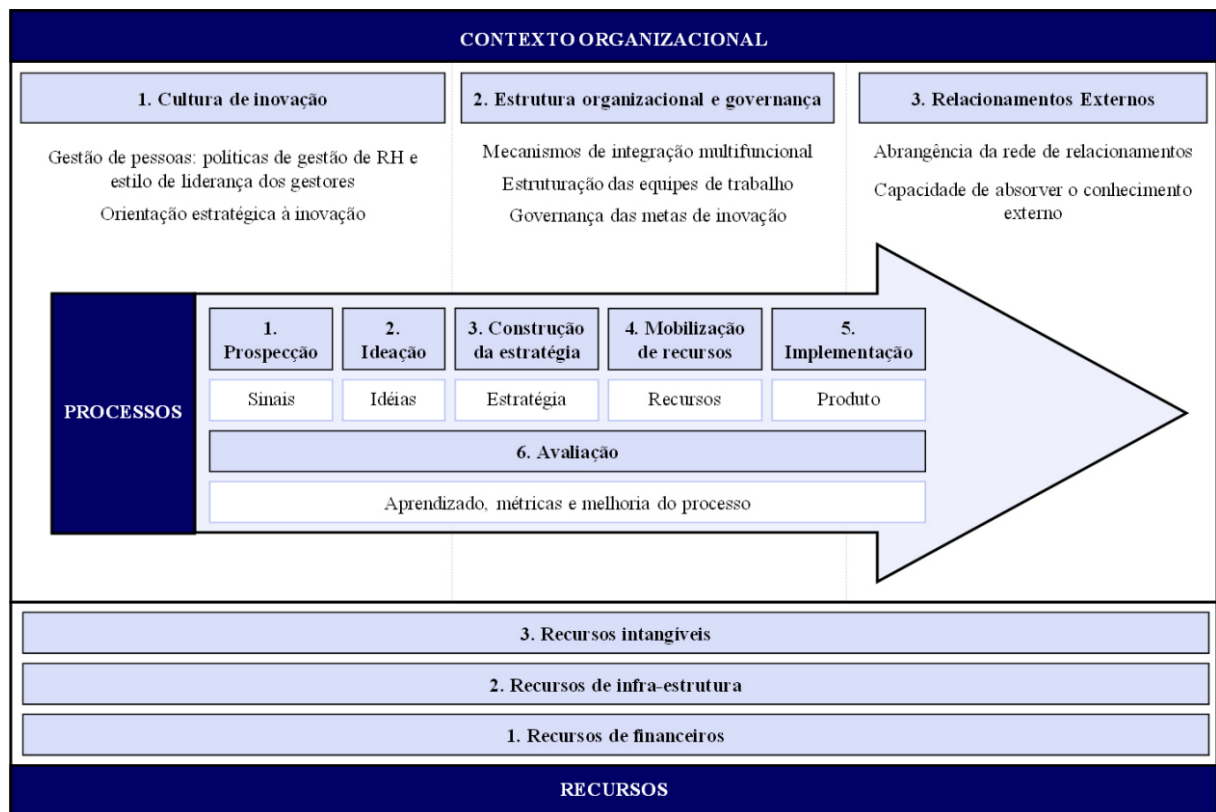 CONTEXTO ORGANIZACIONAL
1. Cultura de inovação
Gestão de pessoas: políticas de gestão de RH e
estilo de liderança dos gestores
Orientação estratégica à inovação
2. Estrutura organizacional e governança
Mecanismos de integração multifuncional
Estruturação das equipes de trabalho
Governança das metas de inovação
3. Relacionamentos Externos
Abrangência da rede de relacionamentos
Capacidade de absorver o conhecimento
externo
PROCESSOS
1.
Prospecção
Sinais
2.
Ideação
Idéias
3. Construção
da estratégia
Estratégia
4. Mobilização
de recursos
Recursos
5.
Implementação
Produto
6. Avaliação
Aprendizado, métricas e melhoria do processo
3. Recursos intangíveis
2. Recursos de infra-estrutura
1. Recursos de financeiros
RECURSOS